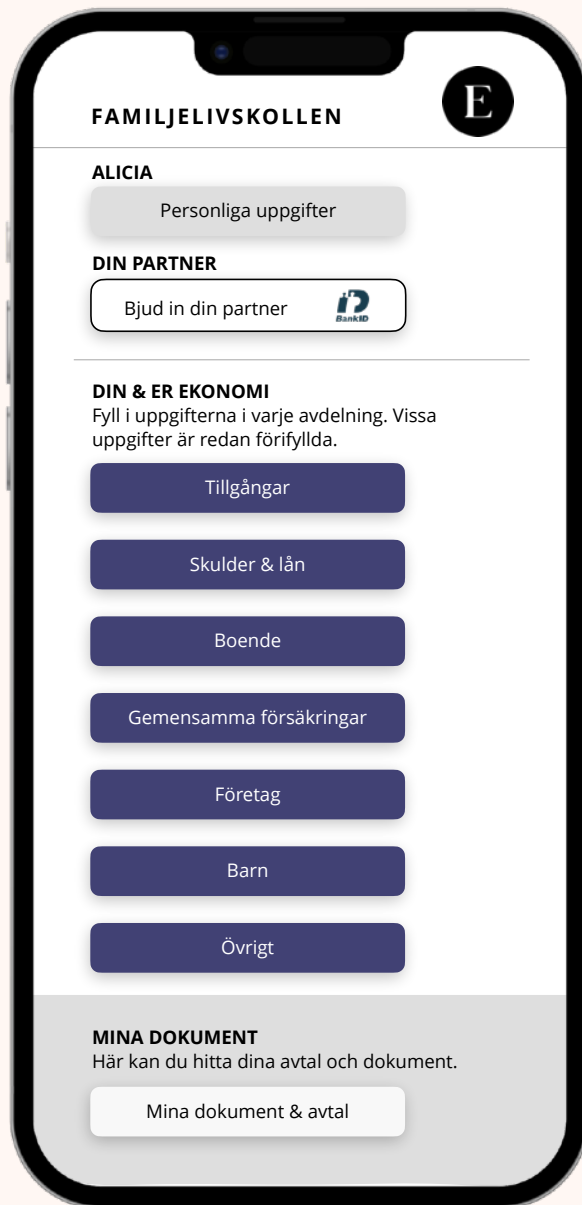 FAMILJELIVSKOLLEN
E
ALICIA
Personliga uppgifter
DIN PARTNER
Bjud in din partner
BankID
DIN & ER EKONOMI
Fyll i uppgifterna i varje avdelning. Vissa
uppgifter är redan förifyllda.
Tillgångar
Skulder & lån
Boende
Gemensamma försäkringar
Företag
Barn
Övrigt
MINA DOKUMENT
Här kan du hitta dina avtal och dokument.
Mina dokument & avtal